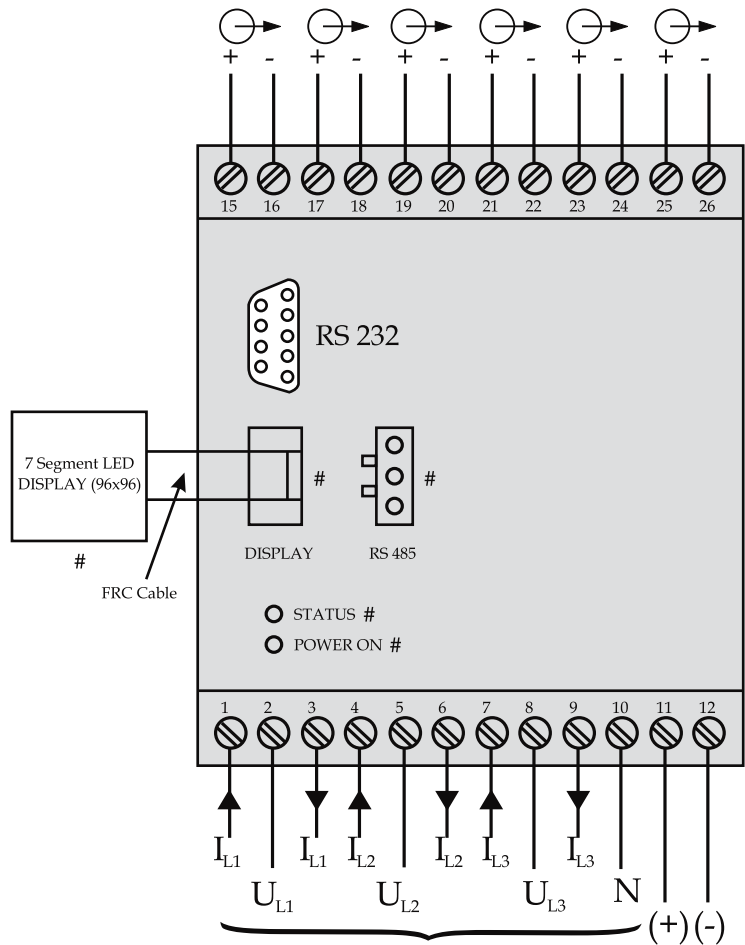 + - + - + - + - + - + -
15 16 17 18 19 20 21 22 23 24 25 26
RS 232
7 Segment LED
DISPLAY (96x96)
#
#
#
DISPLAY
RS 485
FRC Cable
STATUS #
POWER ON #
1 2 3 4 5 6 7 8 9 10 11 12
IL1 IL1 IL2 IL2 IL3 IL3
UL1 UL2 UL3 N
(+) (-)